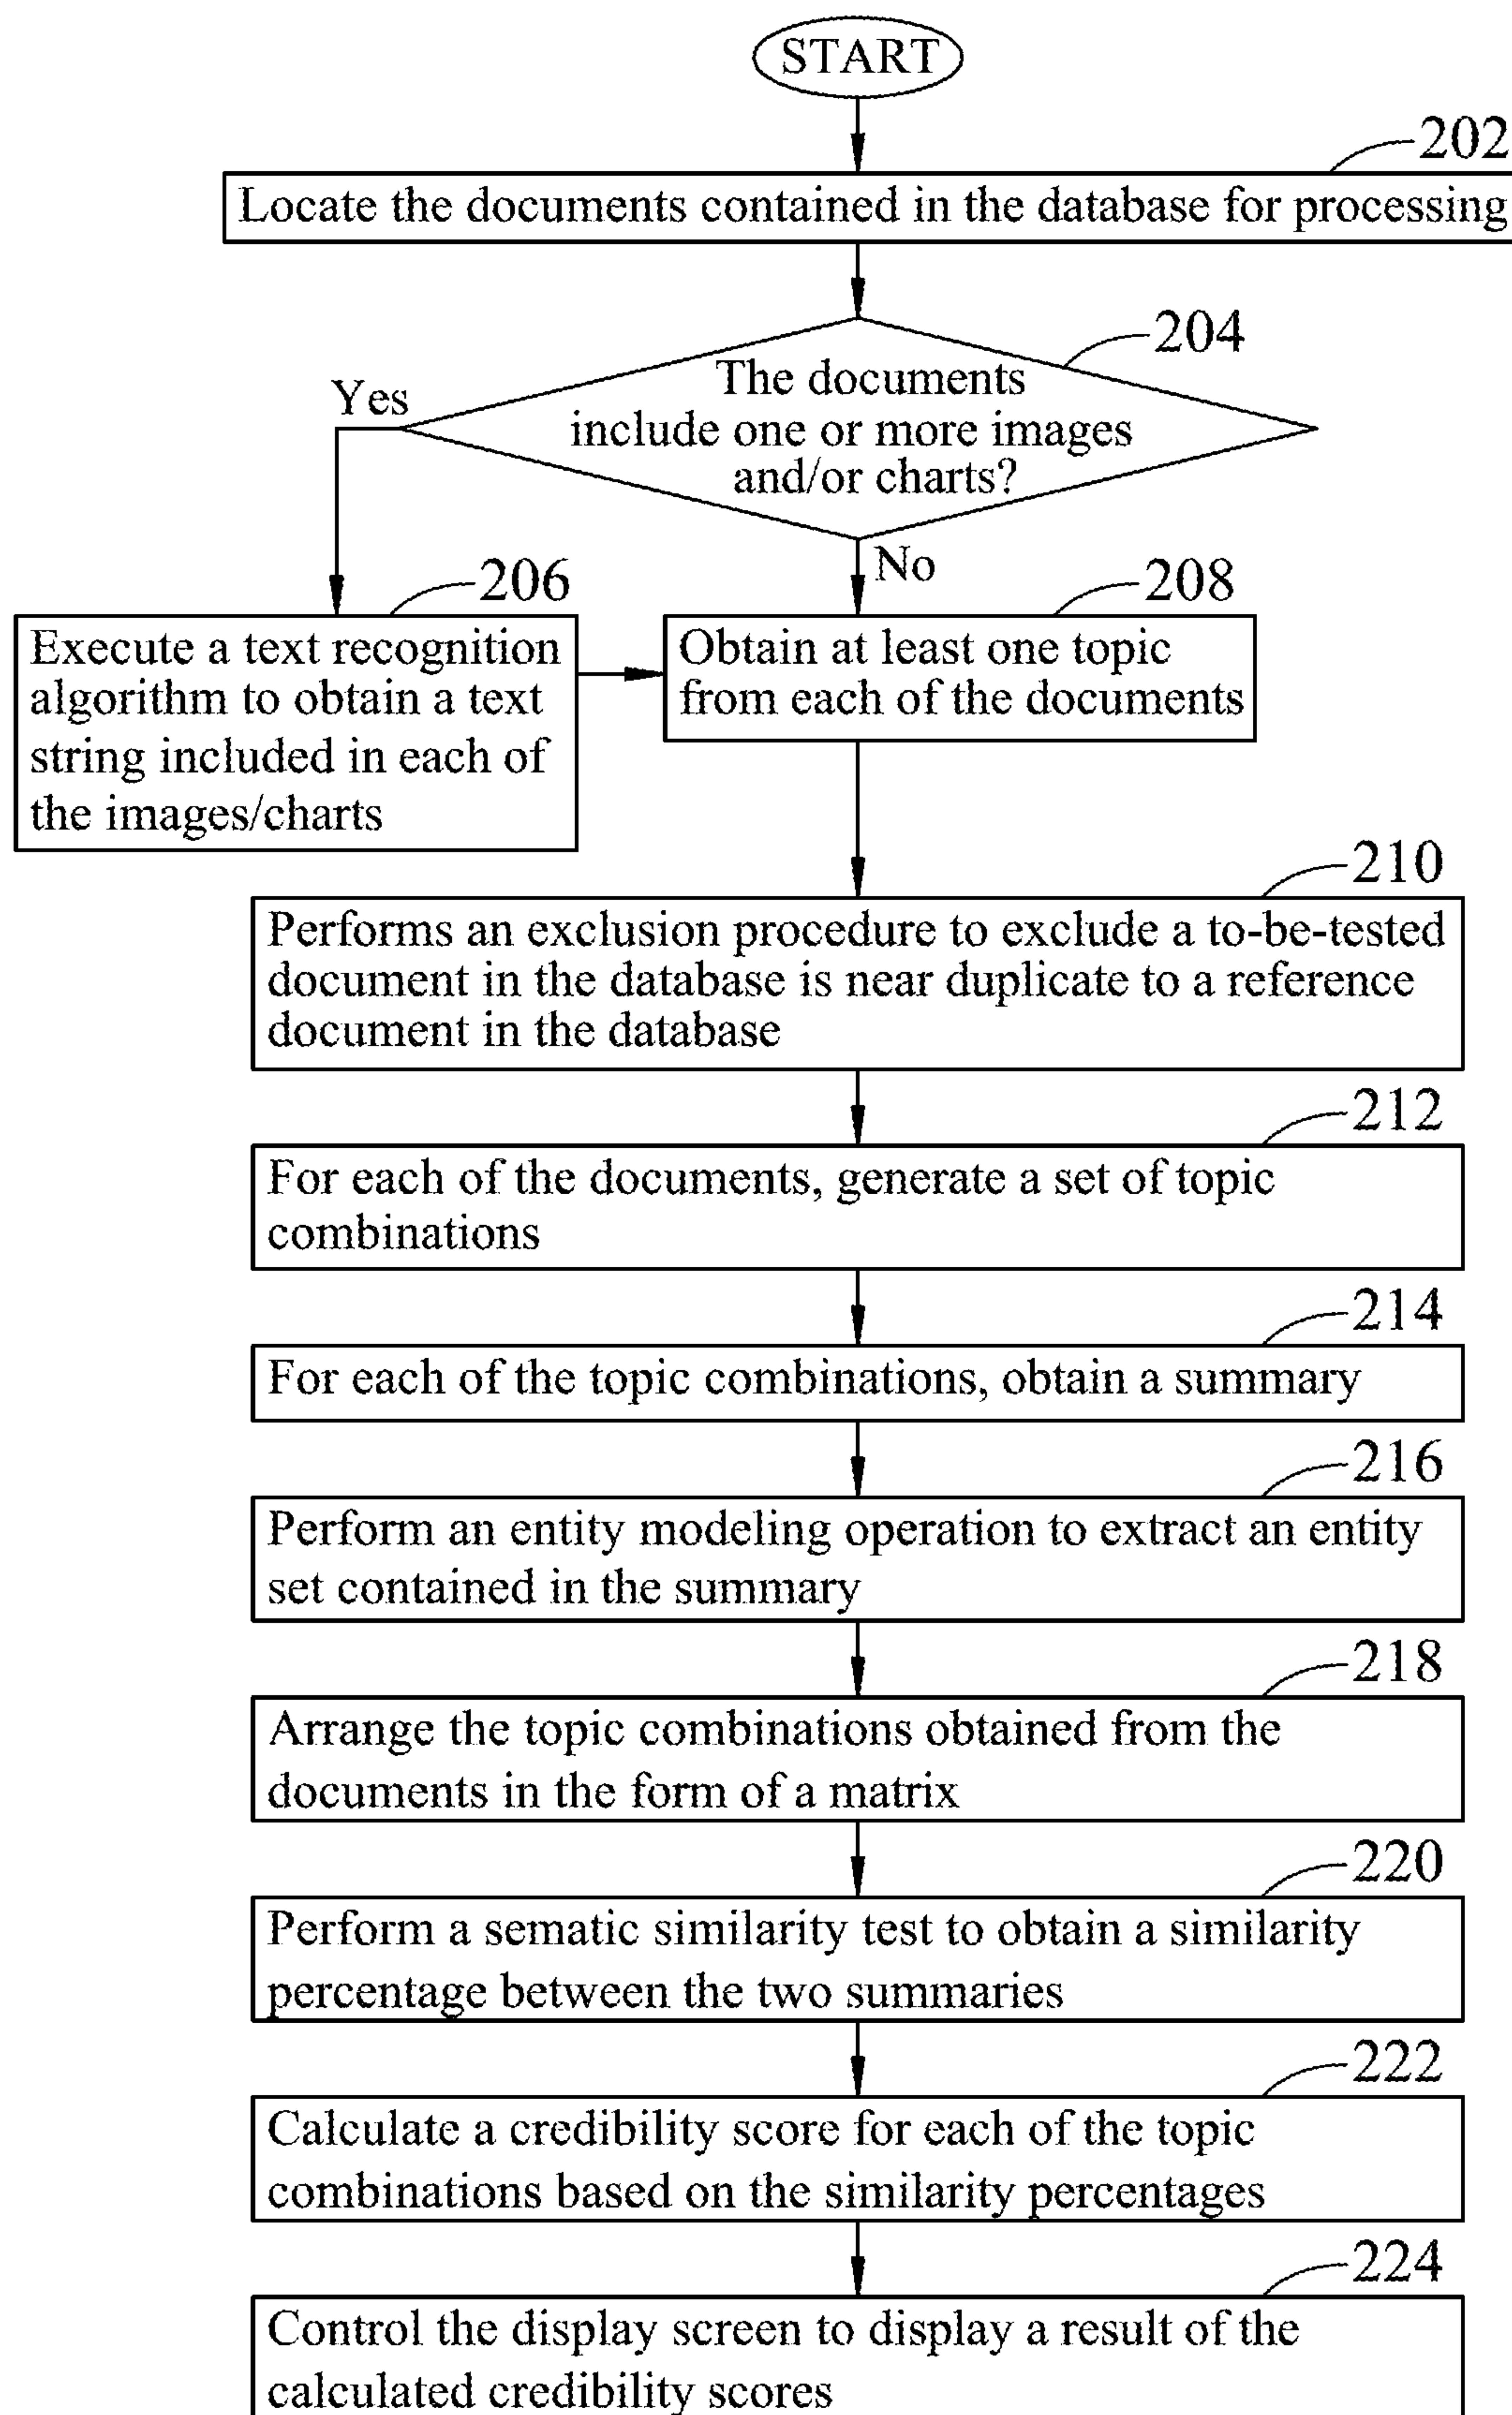 START
202
Locate the documents contained in the database for processing
204
The documents
include one or more images
and/or charts?
Yes
No
206
Execute a text recognition
algorithm to obtain a text
string included in each of
the images/charts
208
Obtain at least one topic
from each of the documents
210
Performs an exclusion procedure to exclude a to-be-tested
document in the database is near duplicate to a reference
document in the database
212
For each of the documents, generate a set of topic
combinations
214
For each of the topic combinations, obtain a summary
216
Perform an entity modeling operation to extract an entity
set contained in the summary
218
Arrange the topic combinations obtained from the
documents in the form of a matrix
220
Perform a sematic similarity test to obtain a similarity
percentage between the two summaries
222
Calculate a credibility score for each of the topic
combinations based on the similarity percentages
224
Control the display screen to display a result of the
calculated credibility scores